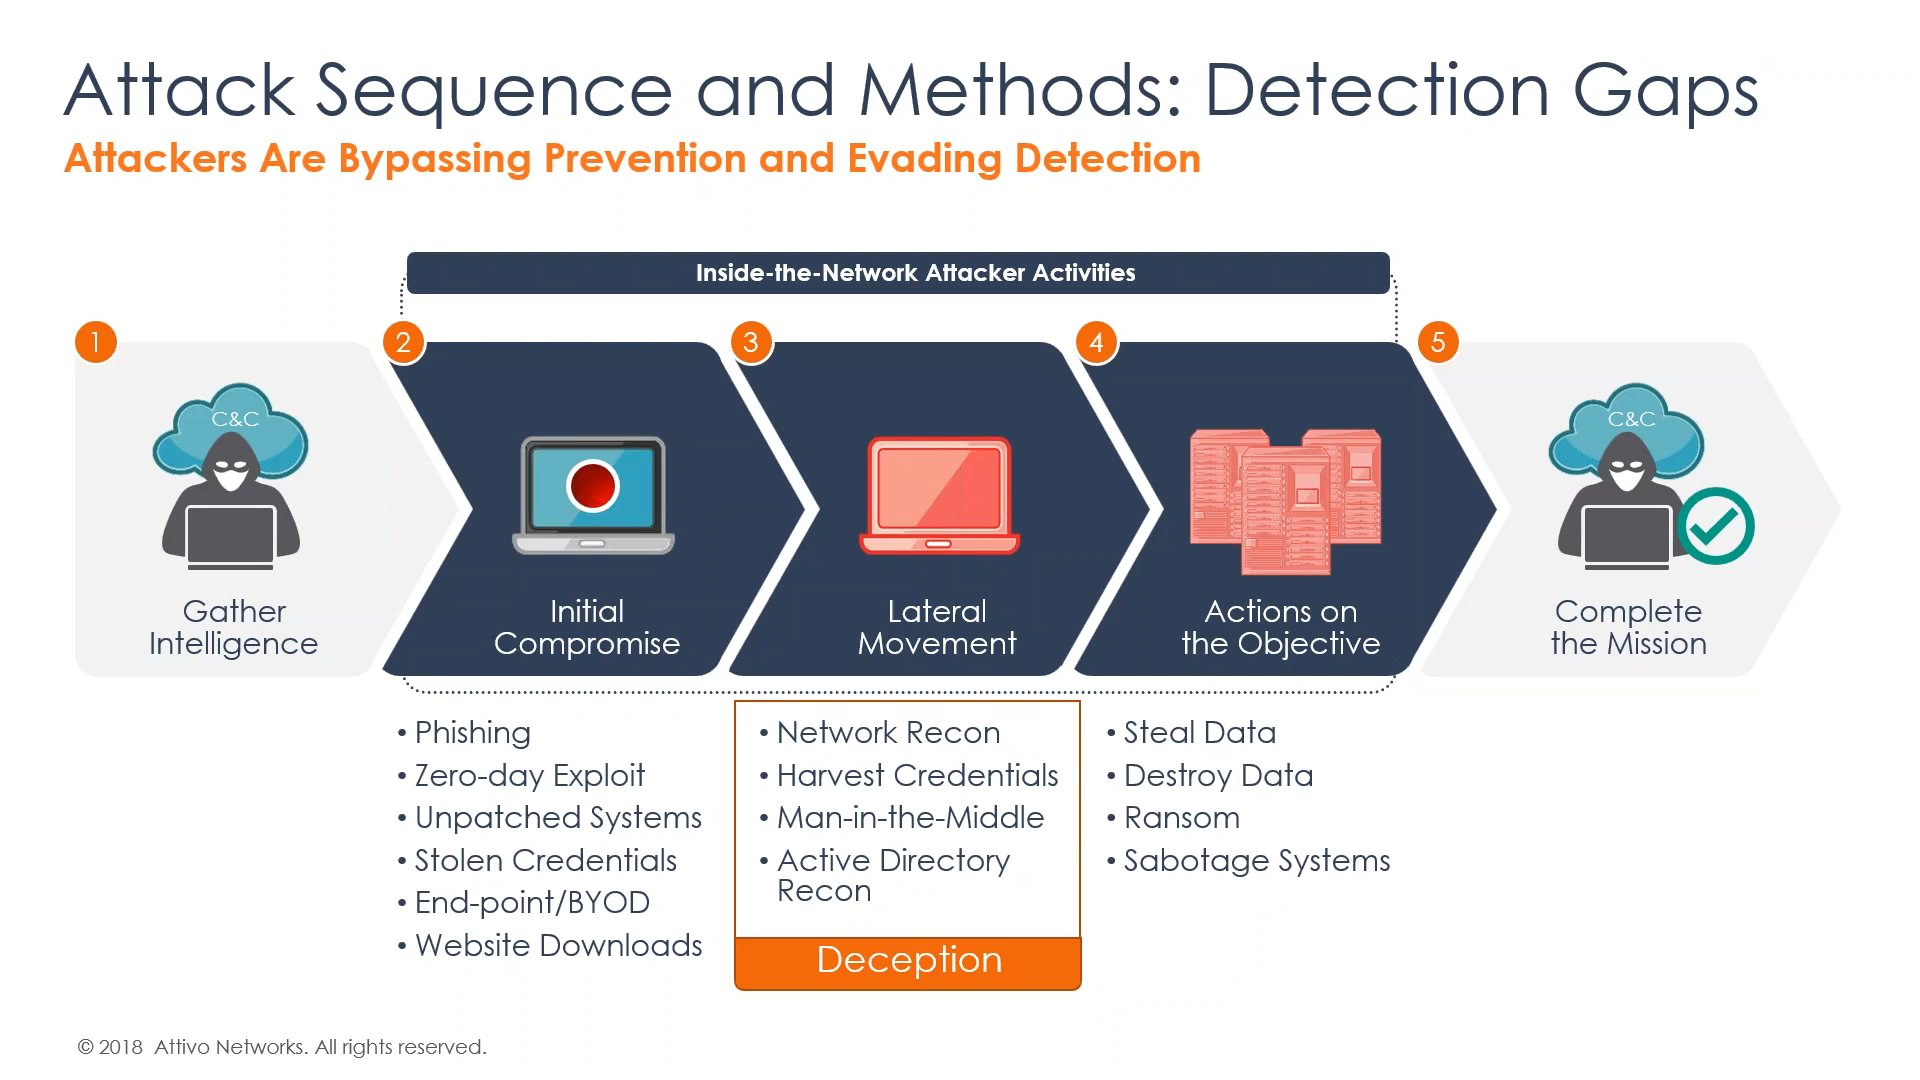 Attack Sequence and Methods: Detection Gaps
Attackers Are Bypassing Prevention and Evading Detection
Inside-the-Network Attacker Activities
1
2
3
4
5
C&C
C&C
Gather
Intelligence
Initial
Compromise
Lateral
Movement
Actions on
the Objective
Complete
the Mission
• Phishing
• Zero-day Exploit
• Unpatched Systems
• Stolen Credentials
• End-point/BYOD
• Website Downloads
• Network Recon
• Harvest Credentials
• Man-in-the-Middle
• Active Directory
Recon
Deception
• Steal Data
• Destroy Data
• Ransom
• Sabotage Systems
© 2018 Attivo Networks. All rights reserved.